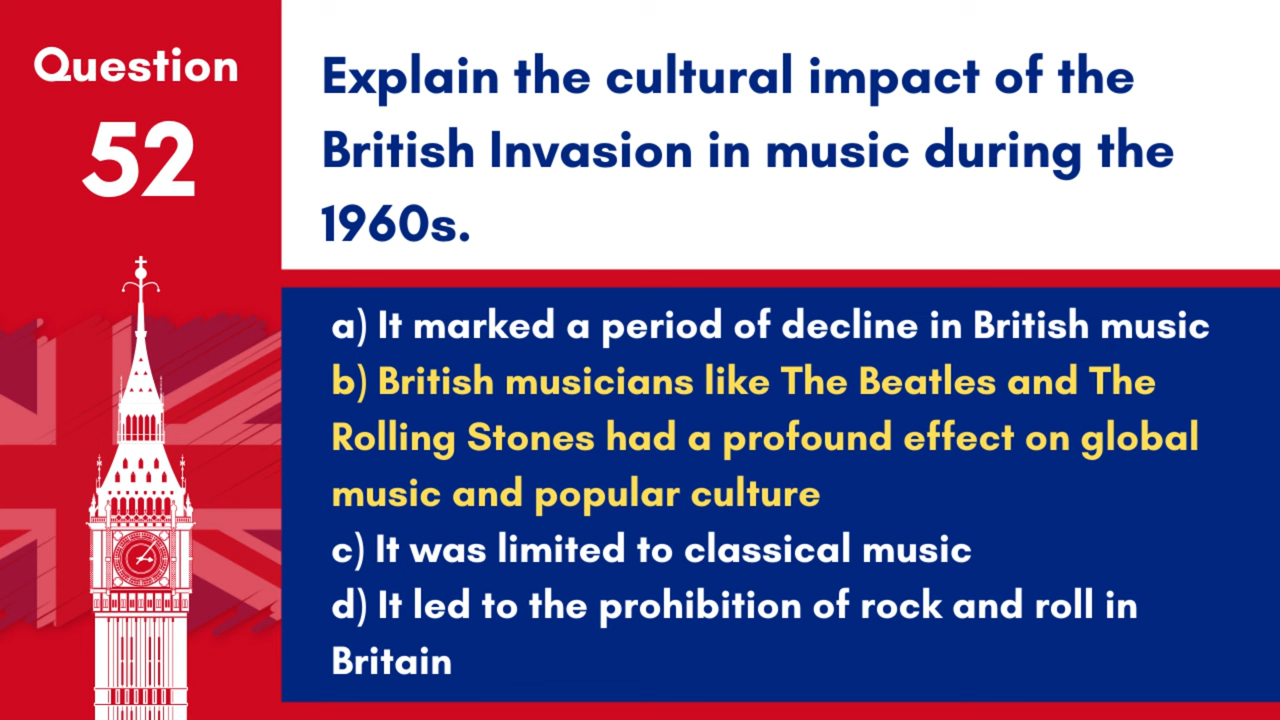 Question
52
Explain the cultural impact of the
British Invasion in music during the
1960s.
a) It marked a period of decline in British music
b) British musicians like The Beatles and The
Rolling Stones had a profound effect on global
music and popular culture
c) It was limited to classical music
d) It led to the prohibition of rock and roll in
Britain